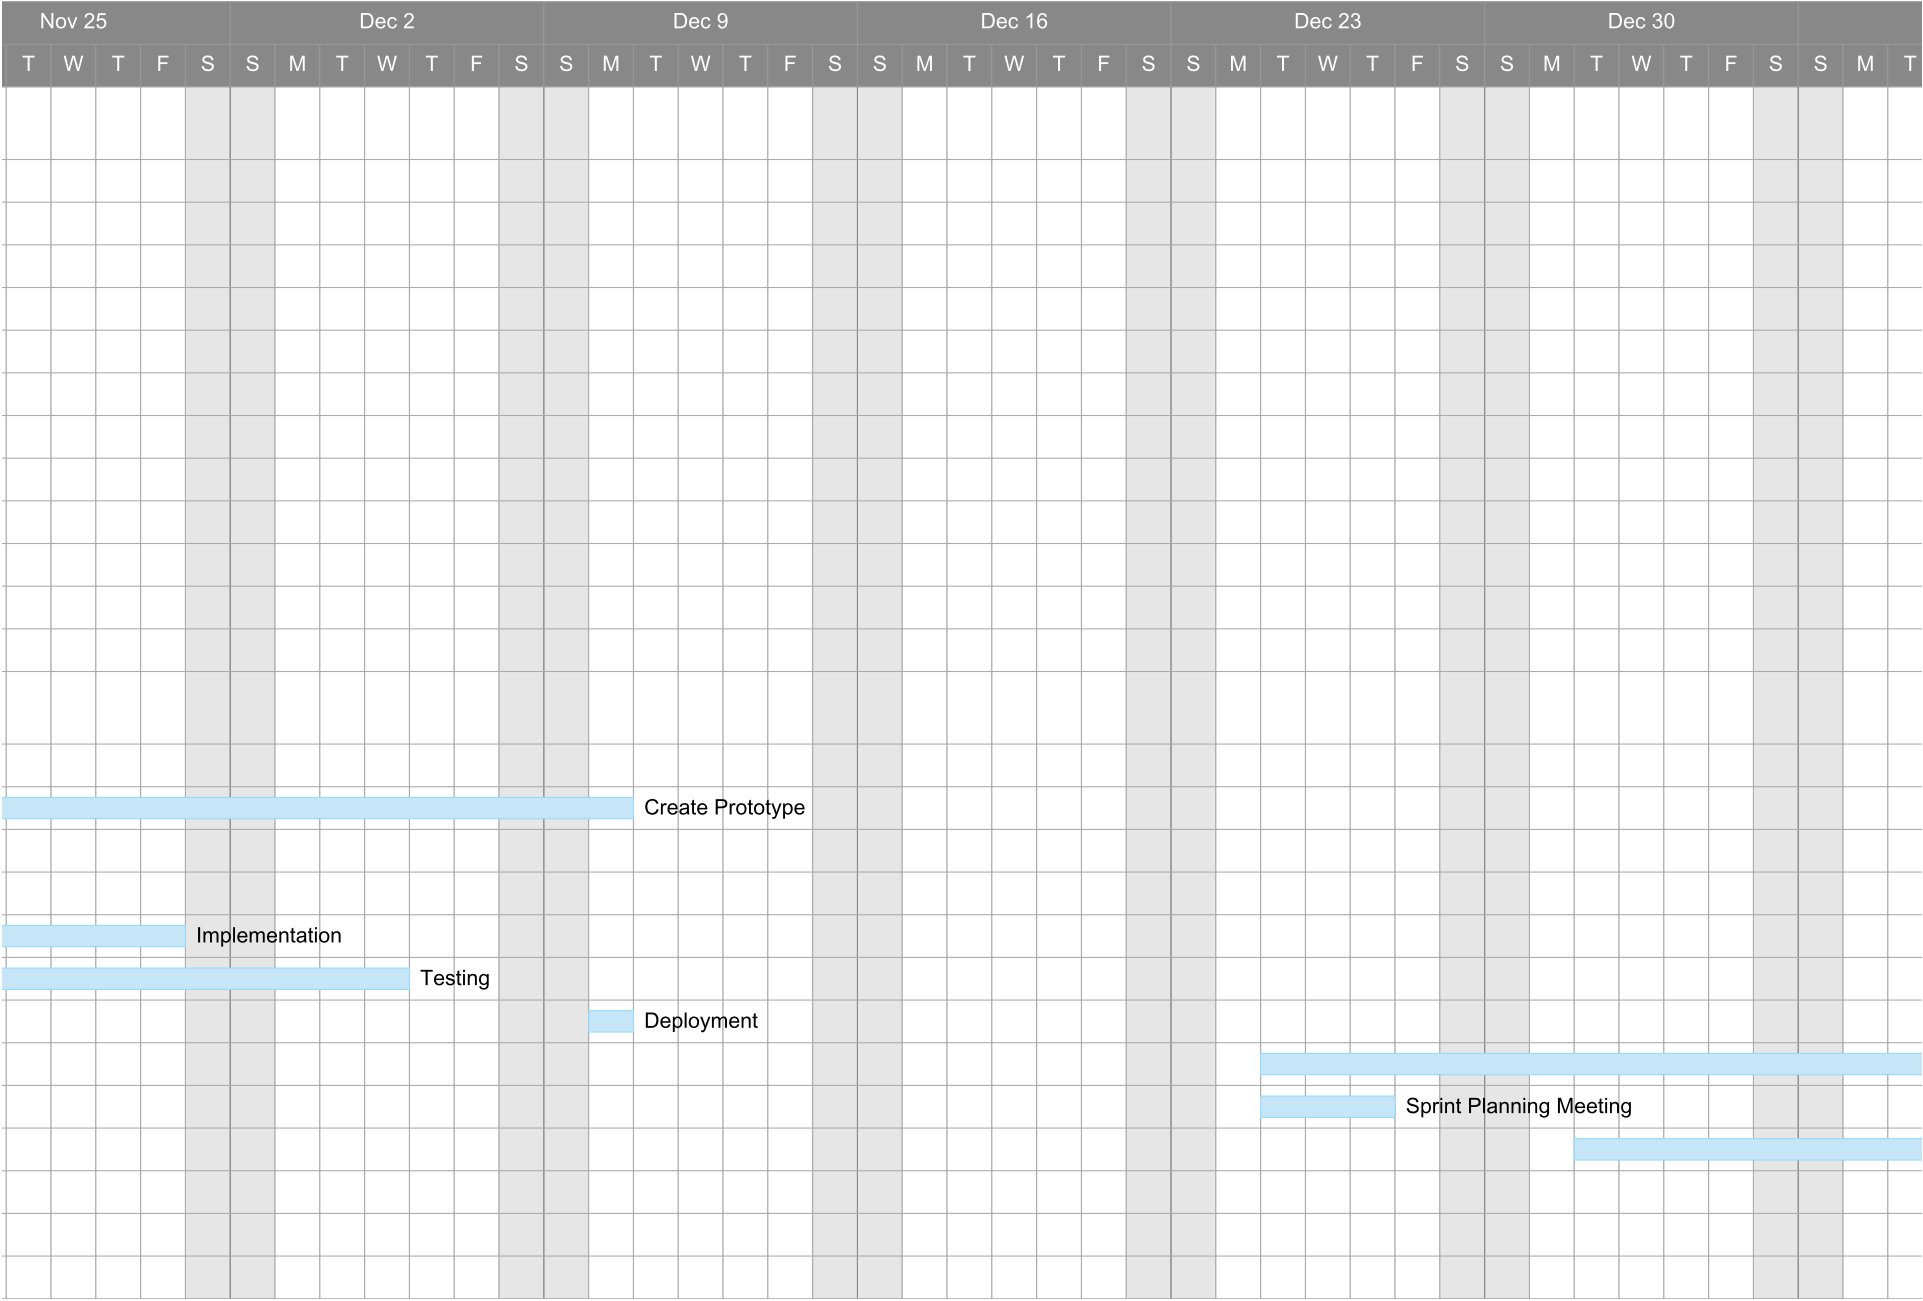 Nov 25 Dec 2 Dec 9 Dec 16 Dec 23 Dec 30
T W T F S S M T W T F S S M T W T F S S M T W T F S S M T W T F S S M T W T F S S M T
Create Prototype
Implementation
Testing
Deployment
Sprint Planning Meeting